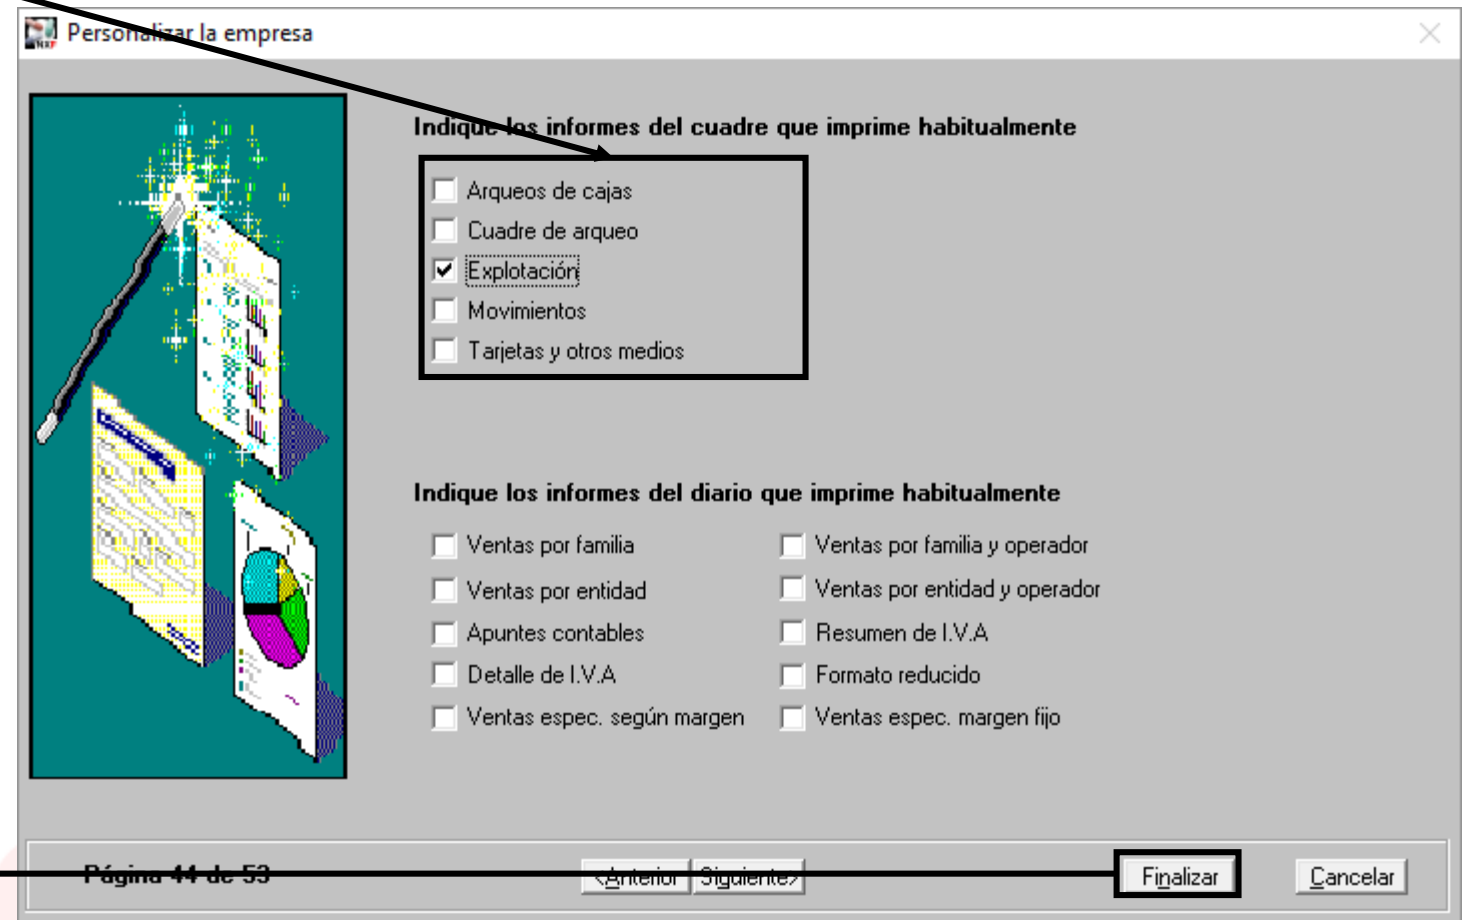 Personalizar la empresa
Indique los informes del cuadre que imprime habitualmente
Arqueos de cajas
Cuadre de arqueo
Explotación
Movimientos
Tarjetas y otros medios
Indique los informes del diario que imprime habitualmente
Ventas por familia Ventas por familia y operador
Ventas por entidad Ventas por entidad y operador
Apuntes contables Resumen de I.V.A
Detalle de I.V.A Formato reducido
Ventas espec. según margen Ventas espec. margen fijo
Página 44 de 53 <Anterior Siguiente> Finalizar Cancelar